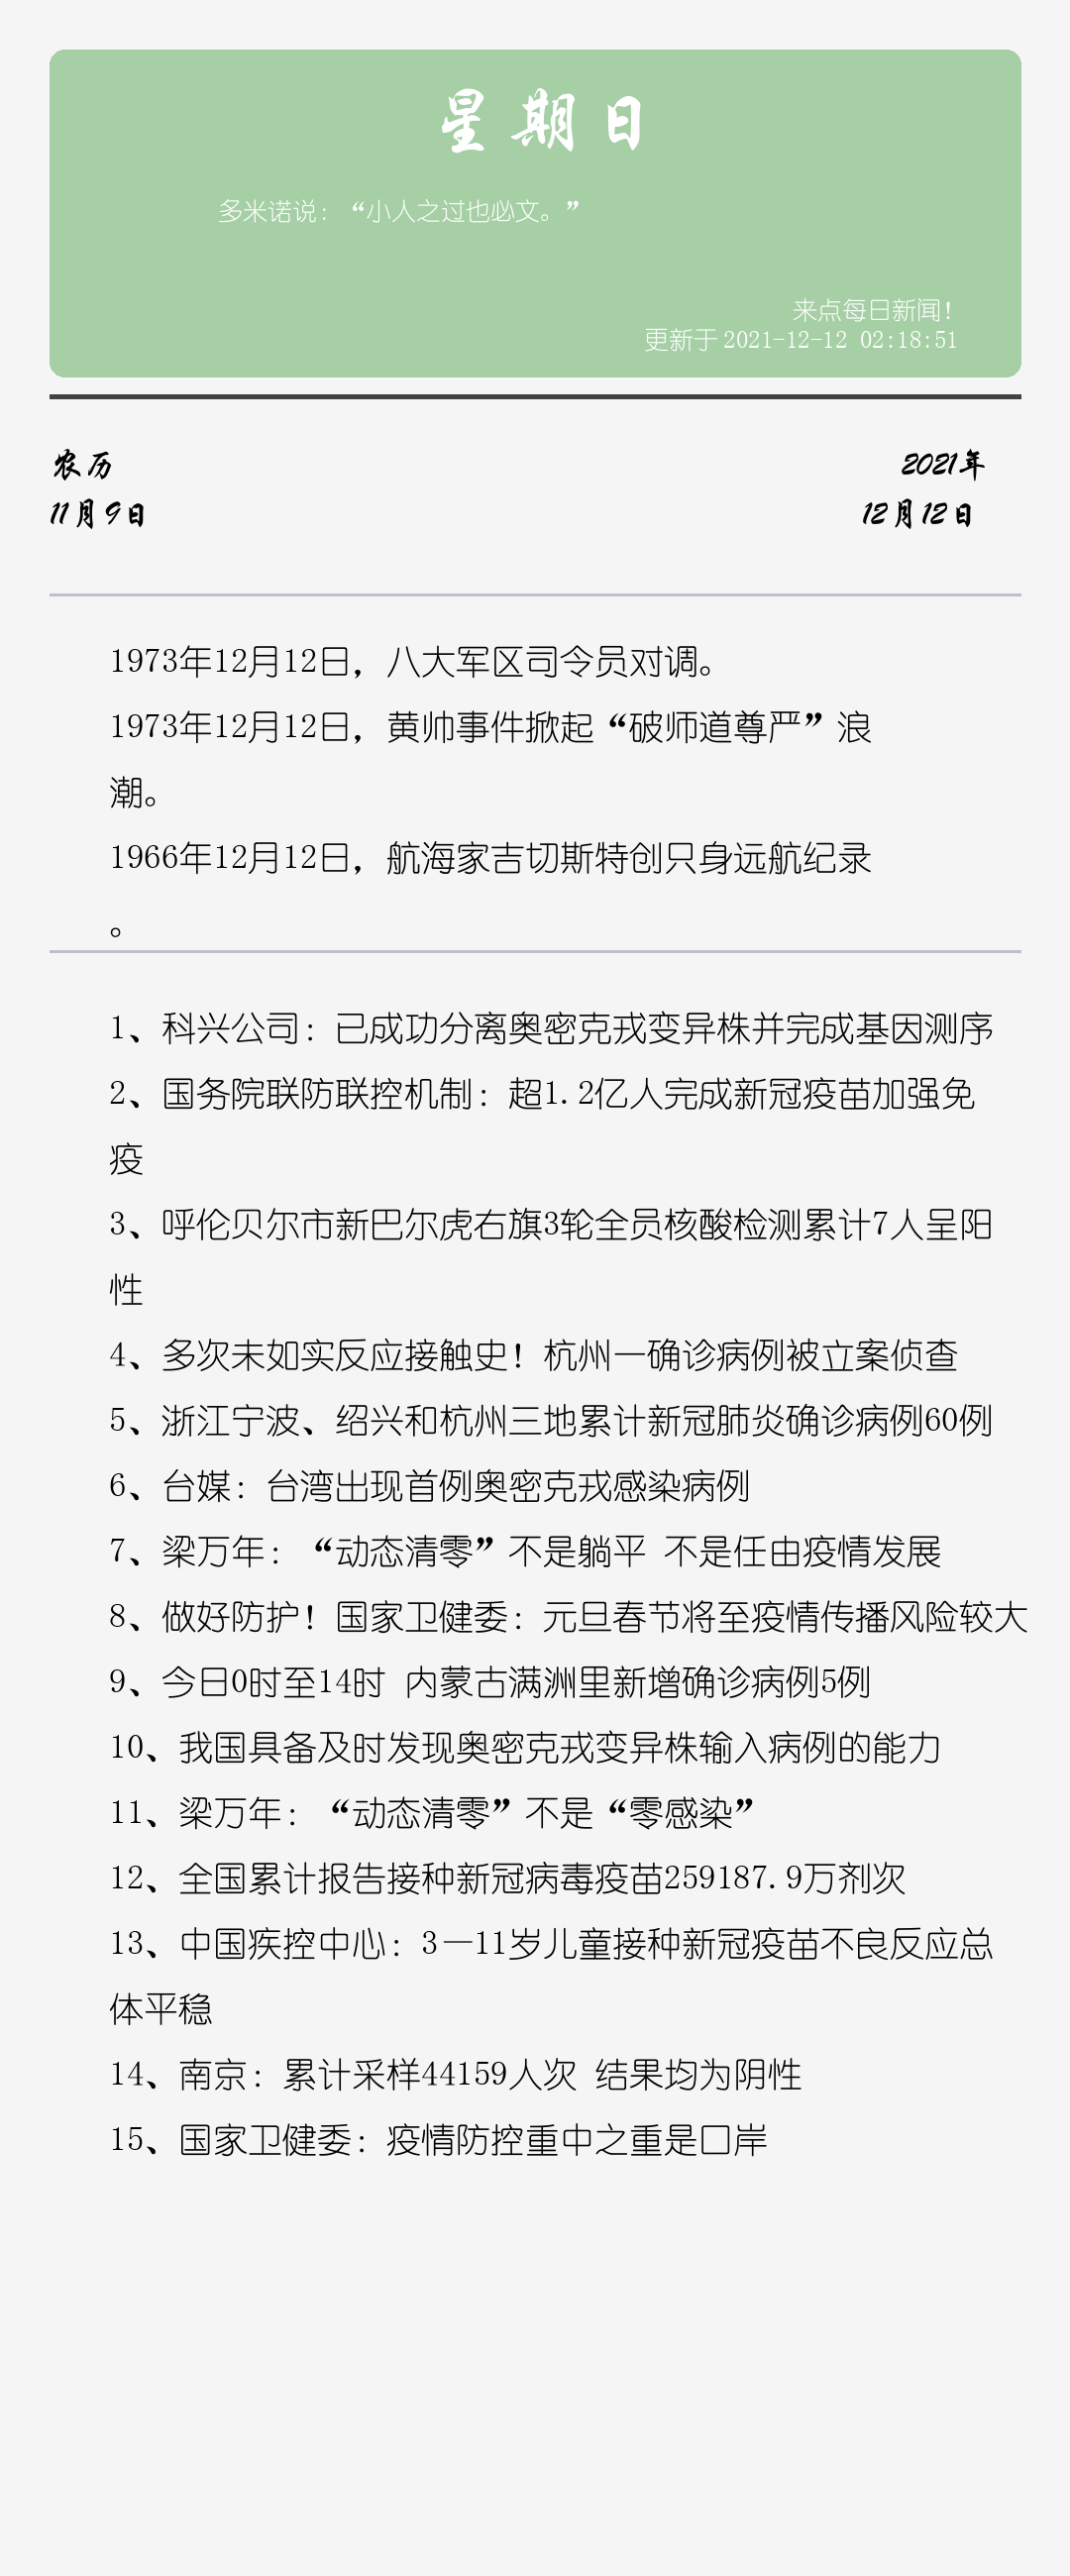 星期日
多米诺说：“小人之过也必文。”
来点每日新闻！
更新于 2021-12-12 02:18:51
农历
2021年
11月9日
12月12日
1973年12月12日，八大军区司令员对调。
1973年12月12日，黄帅事件掀起“破师道尊严”浪
潮。
1966年12月12日，航海家吉切斯特创只身远航纪录
。
1、科兴公司：已成功分离奥密克戎变异株并完成基因测序
2、国务院联防联控机制：超1.2亿人完成新冠疫苗加强免
疫
3、呼伦贝尔市新巴尔虎右旗3轮全员核酸检测累计7人呈阳
性
4、多次未如实反应接触史！杭州一确诊病例被立案侦查
5、浙江宁波、绍兴和杭州三地累计新冠肺炎确诊病例60例
6、台媒：台湾出现首例奥密克戎感染病例
7、梁万年：“动态清零”不是躺平 不是任由疫情发展
8、做好防护！国家卫健委：元旦春节将至疫情传播风险较大
9、今日0时至14时 内蒙古满洲里新增确诊病例5例
10、我国具备及时发现奥密克戎变异株输入病例的能力
11、梁万年：“动态清零”不是“零感染”
12、全国累计报告接种新冠病毒疫苗259187.9万剂次
13、中国疾控中心：3—11岁儿童接种新冠疫苗不良反应总
体平稳
14、南京：累计采样44159人次 结果均为阴性
15、国家卫健委：疫情防控重中之重是口岸